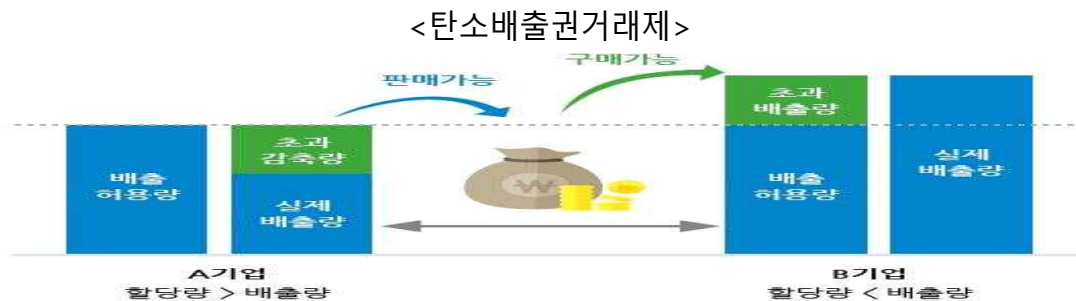 <탄소배출권거래제>
판매가능
구매가능
배출
허용량
초과
감축량
실제
배출량
₩
초과
배출량
배출
허용량
실제
배출량
A기업
할당량 > 배출량
B기업
할당량 < 배출량